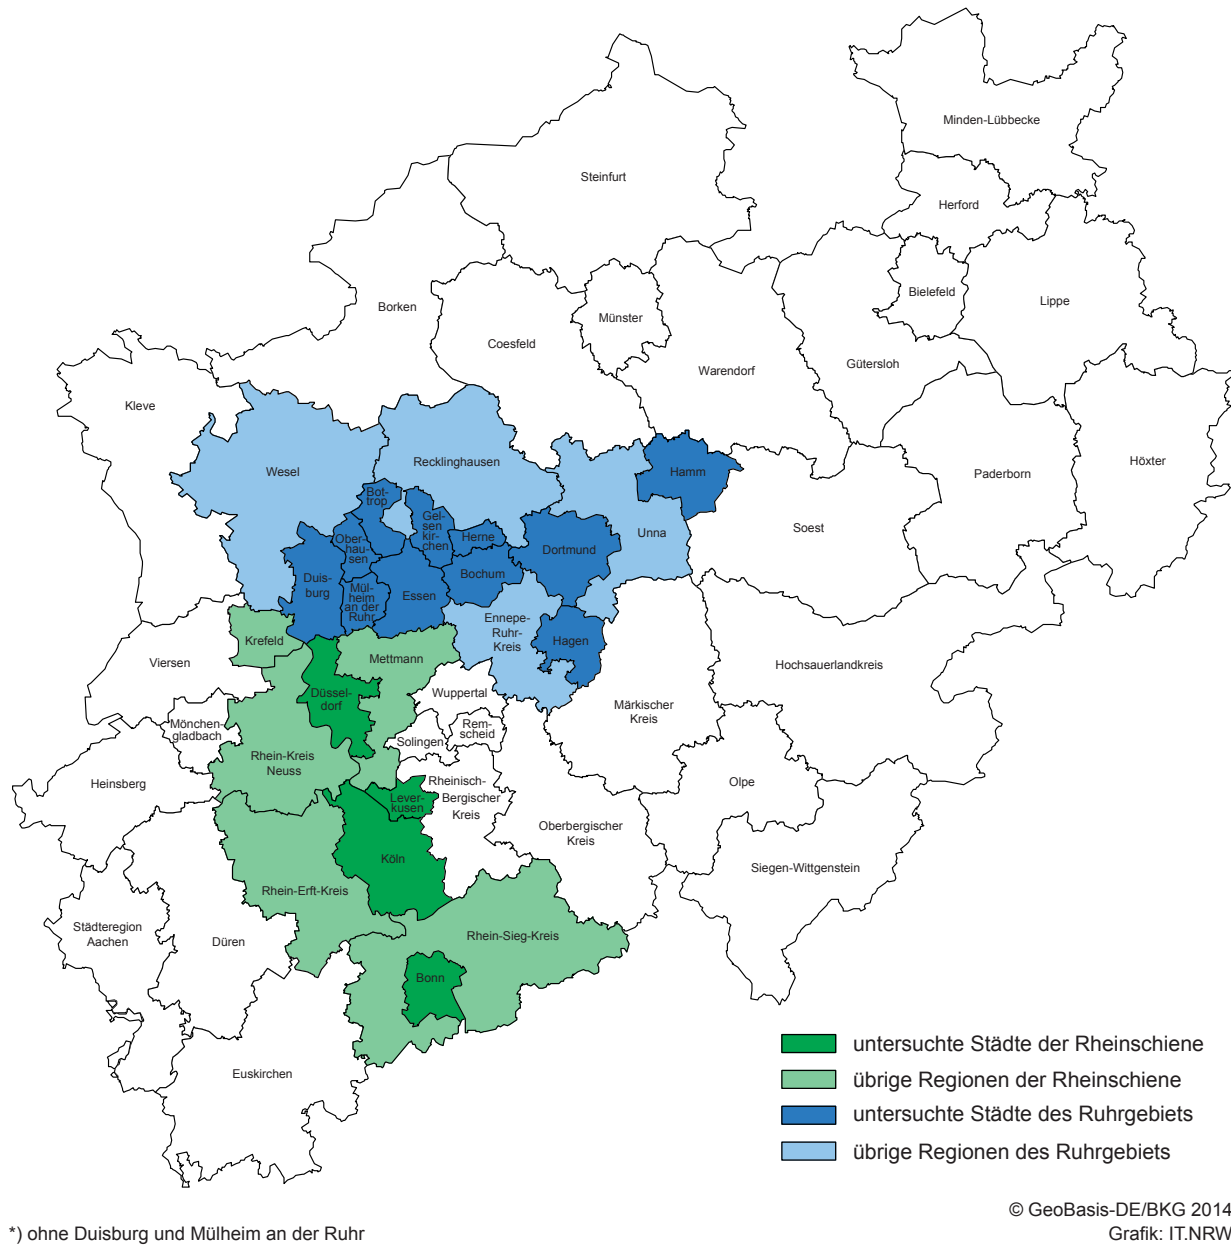 Minden-Lübbecke
Steinfurt
Herford
Bielefeld
Lippe
Borken
Münster
Coesfeld
Warendorf
Gütersloh
Kleve
Wesel
Recklinghausen
Hamm
Paderborn
Höxter
Bot-
trop
Gel-
sen
kir-
chen
Ober-
hau-
sen
Herne
Dortmund
Unna
Soest
Duis-
burg
Mül-
heim
an der
Ruhr
Essen
Bochum
Krefeld
Mettmann
Ennepe-
Ruhr-
Kreis
Hagen
Viersen
Hochsauerlandkreis
Düssel-
dorf
Wuppertal
Märkischer
Kreis
Mönchen-
gladbach
Solingen
Rem-
scheid
Rhein-Kreis
Neuss
Heinsberg
Rheinisch-
Bergischer
Kreis
Olpe
Lever-
kusen
Oberbergischer
Kreis
Köln
Siegen-Wittgenstein
Rhein-Erft-Kreis
Städteregion
Aachen
Düren
Rhein-Sieg-Kreis
Bonn
Euskirchen
untersuchte Städte der Rheinschiene
übrige Regionen der Rheinschiene
untersuchte Städte des Ruhrgebiets
übrige Regionen des Ruhrgebiets
© GeoBasis-DE/BKG 2014
*) ohne Duisburg und Mülheim an der Ruhr
Grafik: IT.NRW